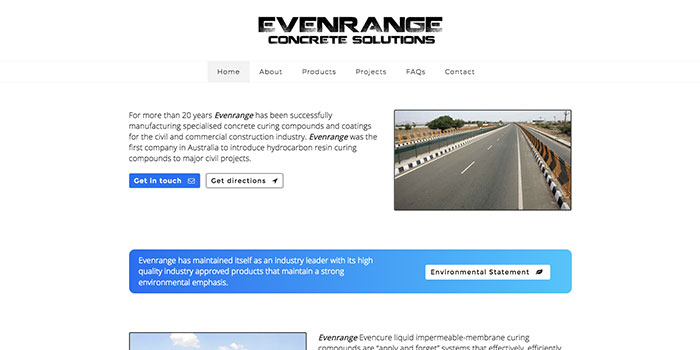 EVENRANGE
CONCRETE SOLUTIONS
Home About Products Projects FAQs Contact
For more than 20 years Evenrange has been successfully
manufacturing specialised concrete curing compounds and coatings
for the civil and commercial construction industry. Evenrange was the
first company in Australia to introduce hydrocarbon resin curing
compounds to major civil projects.
Get in touch Get directions
Evenrange has maintained itself as an industry leader with its high
quality industry approved products that maintain a strong
environmental emphasis.
Environmental Statement
Evenrange Evencure liquid impermeable-membrane curing
compounds are "apply and forget" systems that effectively, efficiently